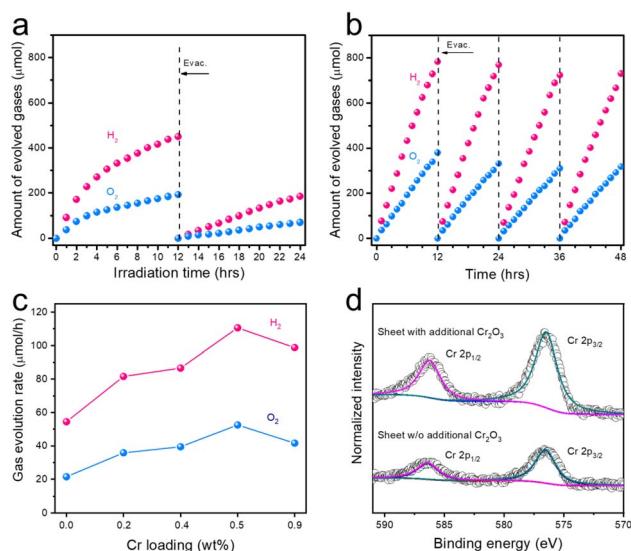 a
Amount of evolved gases (μmol)
800
600
400
200
0
Evac.
H2
O2
0 2 4 6 8 10 12 14 16 18 20 22 24
Irradiation time (hrs)
b
Amount of evolved gases (μmol)
800
600
400
200
0
Evac.
H2
O2
0 12 24 36 48
Time (hrs)
c
Gas evolution rate (μmol/h)
140
120
100
80
60
40
20
0
H2
O2
0.0 0.2 0.4 0.5 0.9
Cr loading (wt%)
d
Normalized intensity
Sheet with additional Cr2O3
Cr 2p1/2
Cr 2p3/2
Sheet w/o additional Cr2O3
Cr 2p1/2
Cr 2p3/2
590 585 580 575 570
Binding energy (eV)